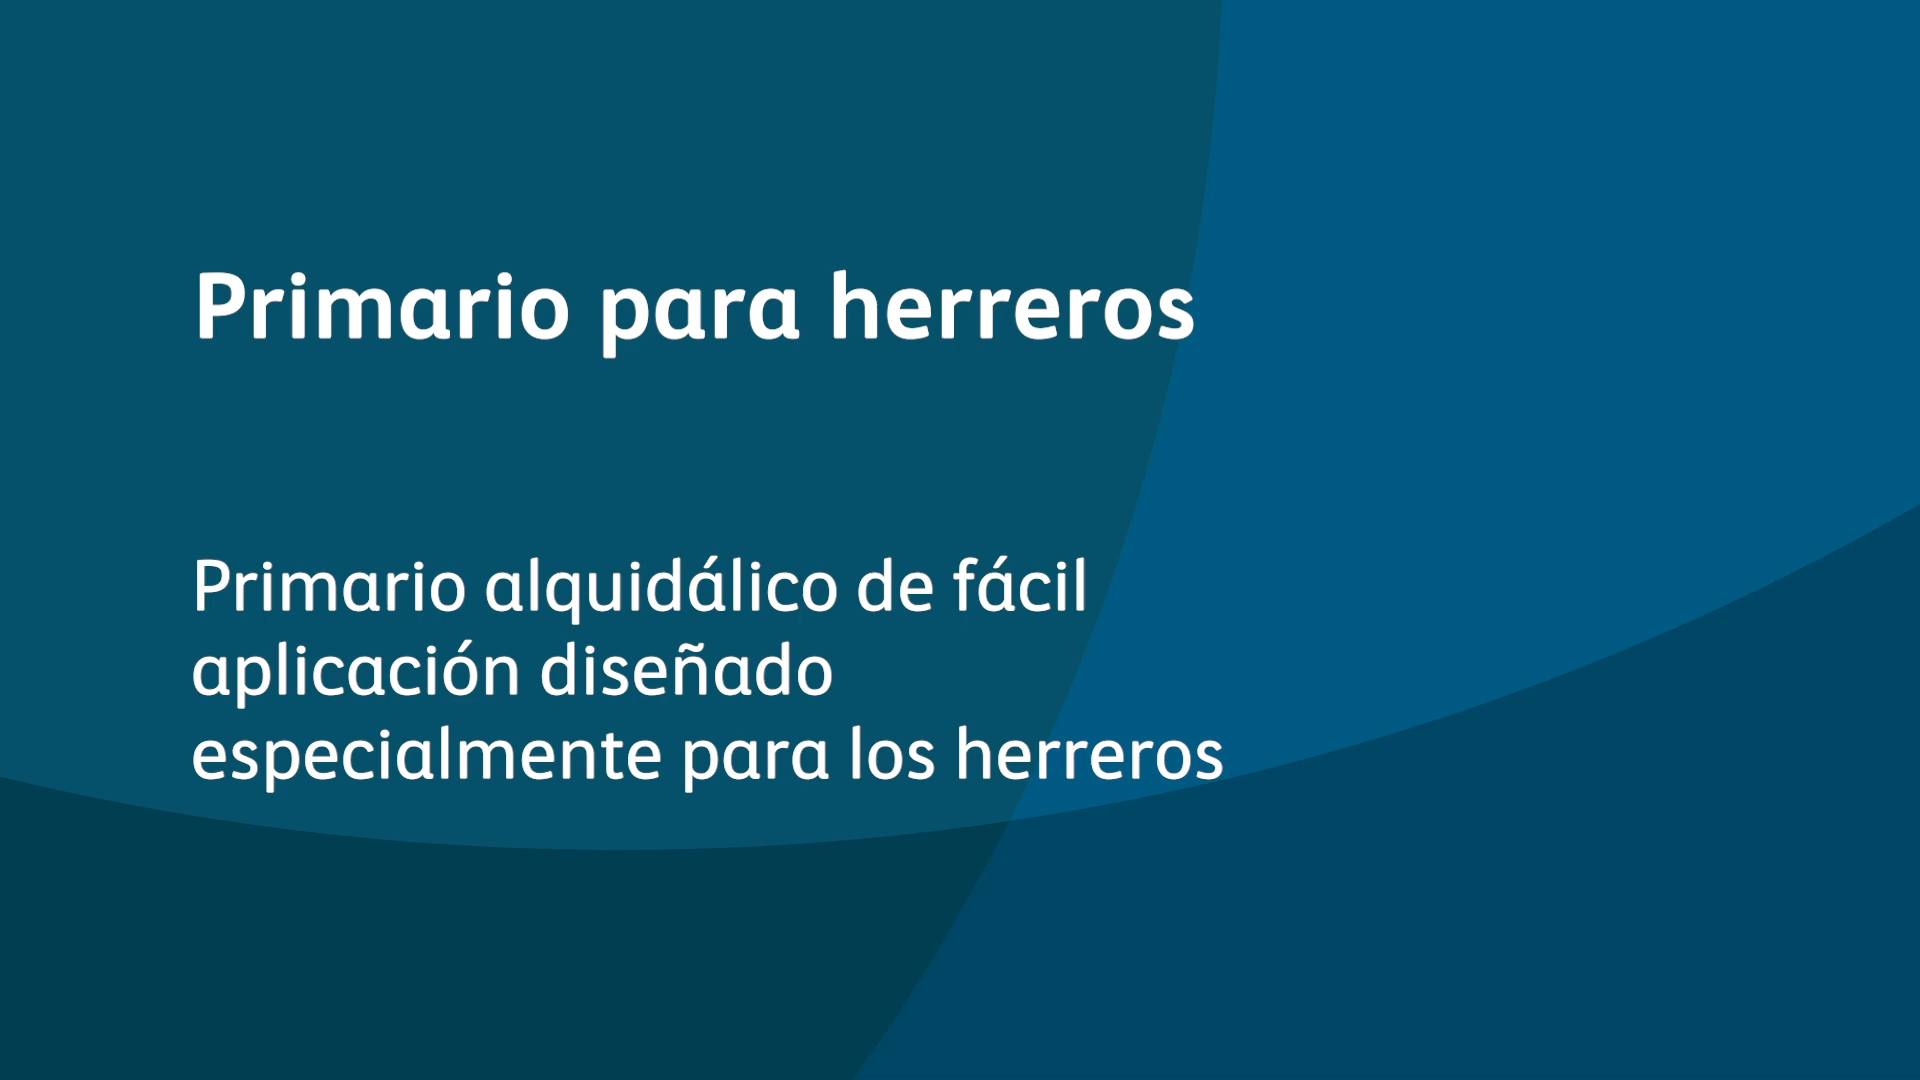 Primario para herreros
Primario alquidálico de fácil
aplicación diseñado
especialmente para los herreros